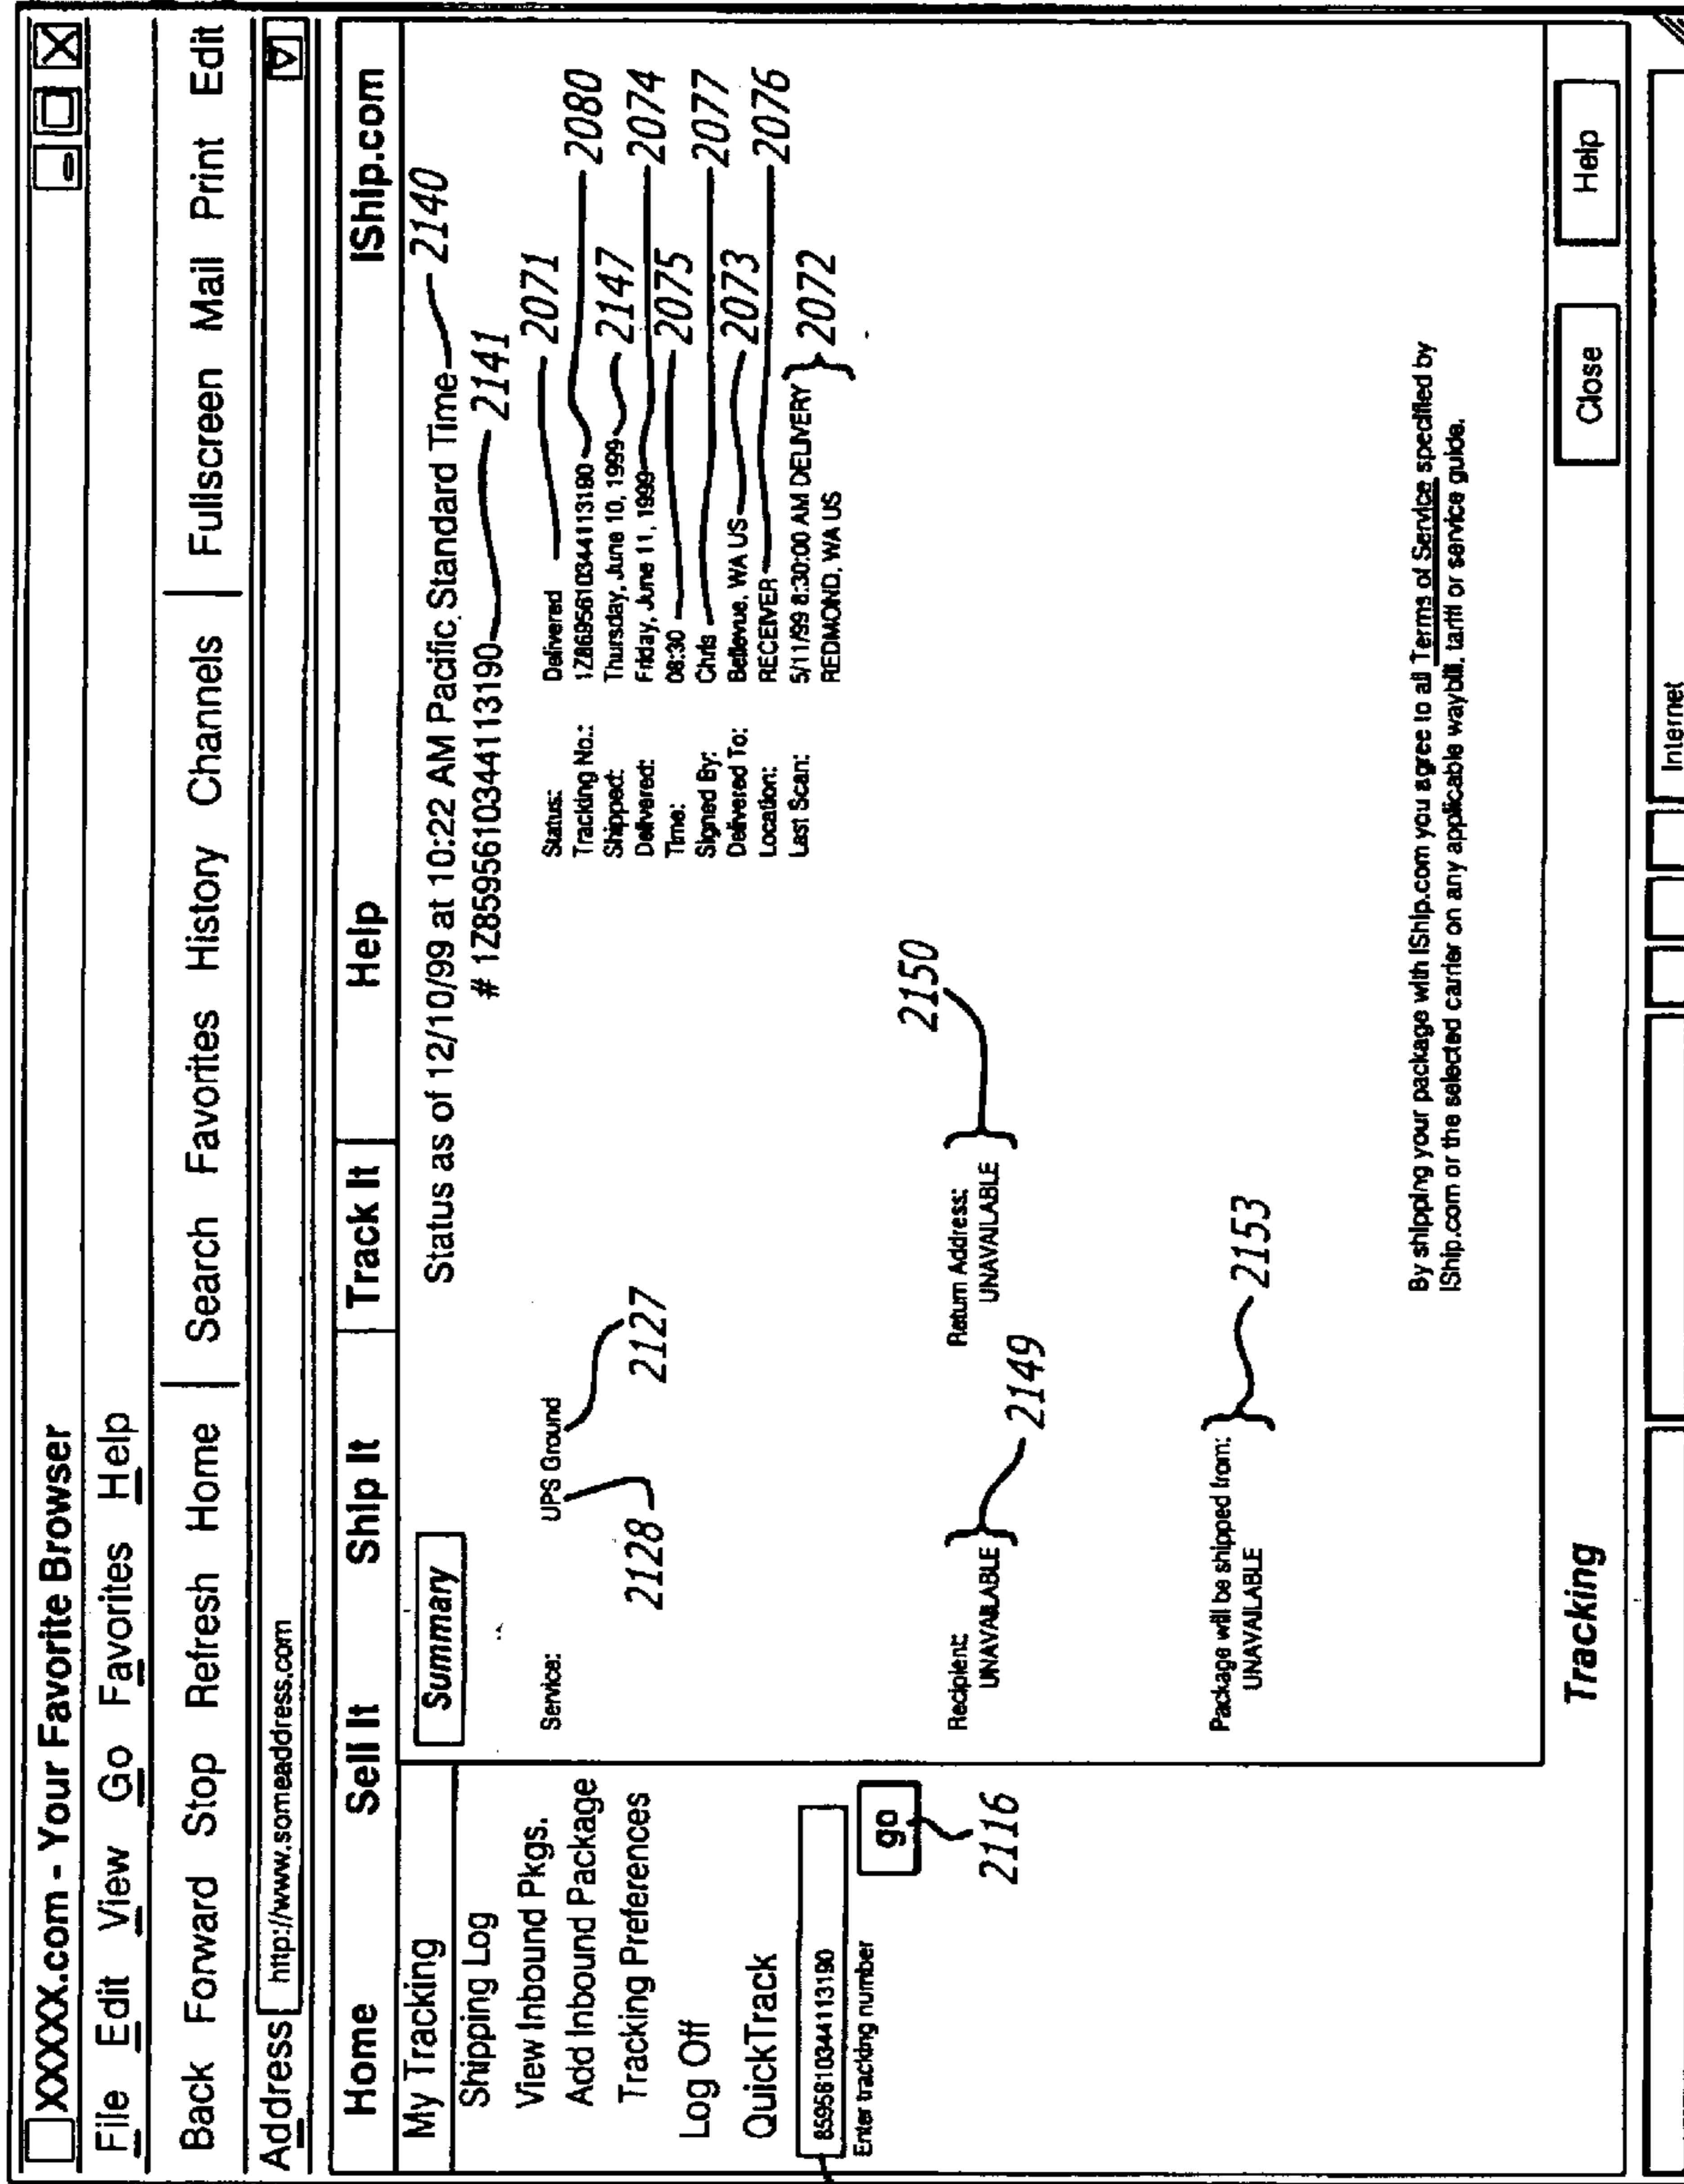 XXXXX.com - Your Favorite Browser
File Edit View Go Favorites Help
Back Forward Stop Refresh Home Search Favorites History Channels Fullscreen Mail Print Edit
Address http://www.someaddress.com
Home Sell It Ship It Track It Help IShip.com
My Tracking
Shipping Log
View Inbound Pkgs.
Add Inbound Package
Tracking Preferences
Log Off
QuickTrack
8595610344113190
Enter tracking number
go
2116
Summary
Status as of 12/10/99 at 10:22 AM Pacific Standard Time 2140
# 1Z8595610344113190 2141
Service: UPS Ground
2128 2127
Status: Delivered 2071
Tracking No.: 1Z86956103441113190 2080
Shipped: Thursday, June 10, 1999 2147
Delivered: Friday, June 11, 1999 2074
Time: 08:30 2075
Signed By: Chris 2077
Delivered To: Bellevue, WA US 2073
Location: RECEIVER 2076
Last Scan: 5/11/99 8:30:00 AM DELIVERY
REDMOND, WA US 2072
Recipient:
UNAVAILABLE 2149
Return Address:
UNAVAILABLE 2150
Package will be shipped from:
UNAVAILABLE 2153
By shipping your package with IShip.com you agree to all Terms of Service specified by
IShip.com or the selected carrier on any applicable waybill, tariff or service guide.
Tracking
Close Help
Internet